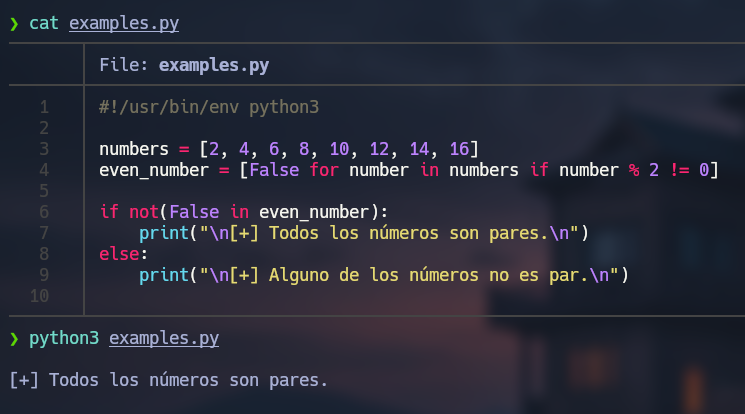 ❯ cat examples.py
File: examples.py
1 #!/usr/bin/env python3
2
3 numbers = [2, 4, 6, 8, 10, 12, 14, 16]
4 even_number = [False for number in numbers if number % 2 != 0]
5
6 if not(False in even_number):
7     print("\n[+] Todos los números son pares.\n")
8 else:
9     print("\n[+] Alguno de los números no es par.\n")
10
❯ python3 examples.py
[+] Todos los números son pares.